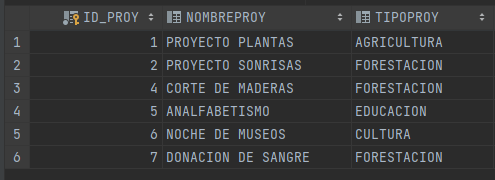 ID_PROY NOMBREPROY TIPOPROY
1 1 PROYECTO PLANTAS AGRICULTURA
2 2 PROYECTO SONRISAS FORESTACION
3 4 CORTE DE MADERAS FORESTACION
4 5 ANALFABETISMO EDUCACION
5 6 NOCHE DE MUSEOS CULTURA
6 7 DONACION DE SANGRE FORESTACION